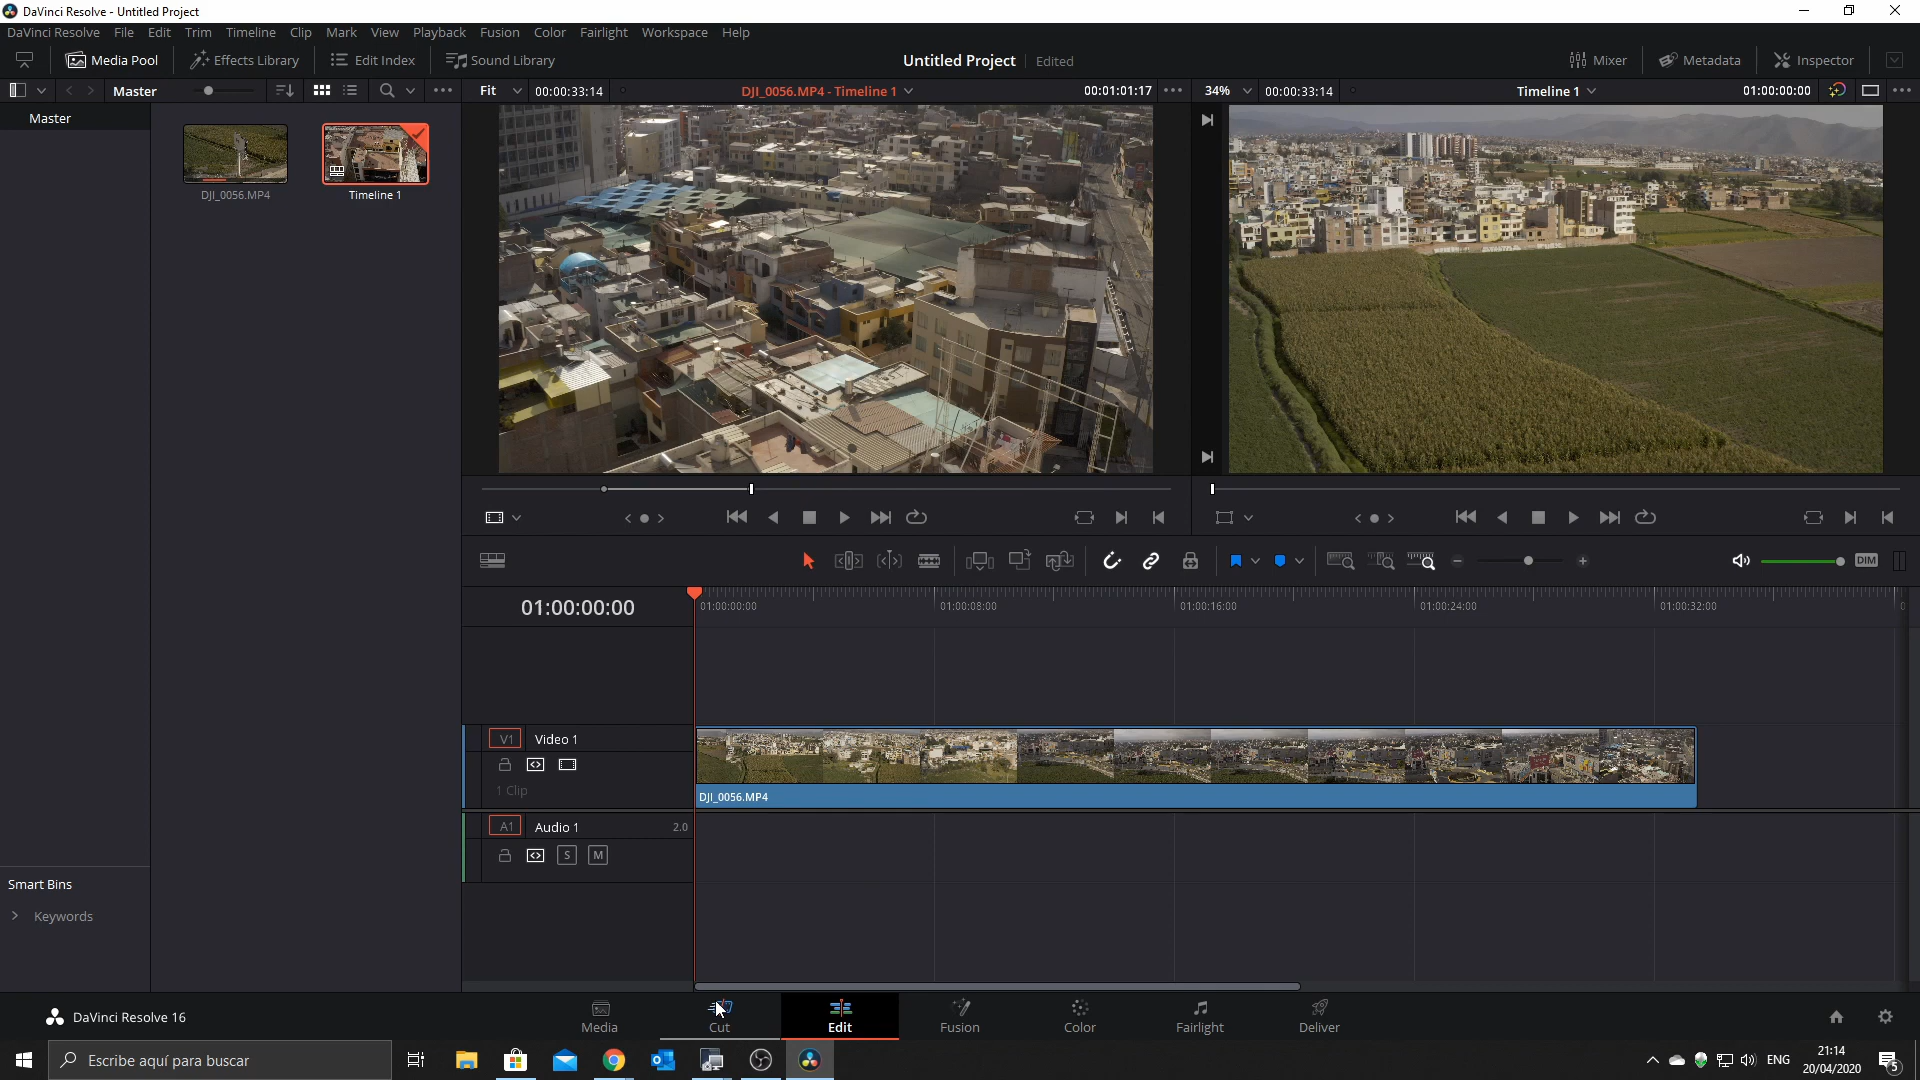 DaVinci Resolve - Untitled Project
DaVinci Resolve File Edit Trim Timeline Clip Mark View Playback Fusion Color Fairlight Workspace Help
Media Pool Effects Library Edit Index Sound Library Untitled Project Edited Mixer Metadata Inspector
Master Fit 00:00:33:14 DJI_0056.MP4 - Timeline 1 00:01:01:17 34% 00:00:33:14 Timeline 1 01:00:00:00
Master
DJI_0056.MP4 Timeline 1
DIM
01:00:00:00 01:00:00:00 01:00:08:00 01:00:16:00 01:00:24:00 01:00:32:00
V1 Video 1
1 Clip
DJI_0056.MP4
A1 Audio 1 2.0
S M
Smart Bins
Keywords
DaVinci Resolve 16
Media Cut Edit Fusion Color Fairlight Deliver
Escribe aquí para buscar
ENG
21:14
20/04/2020
5